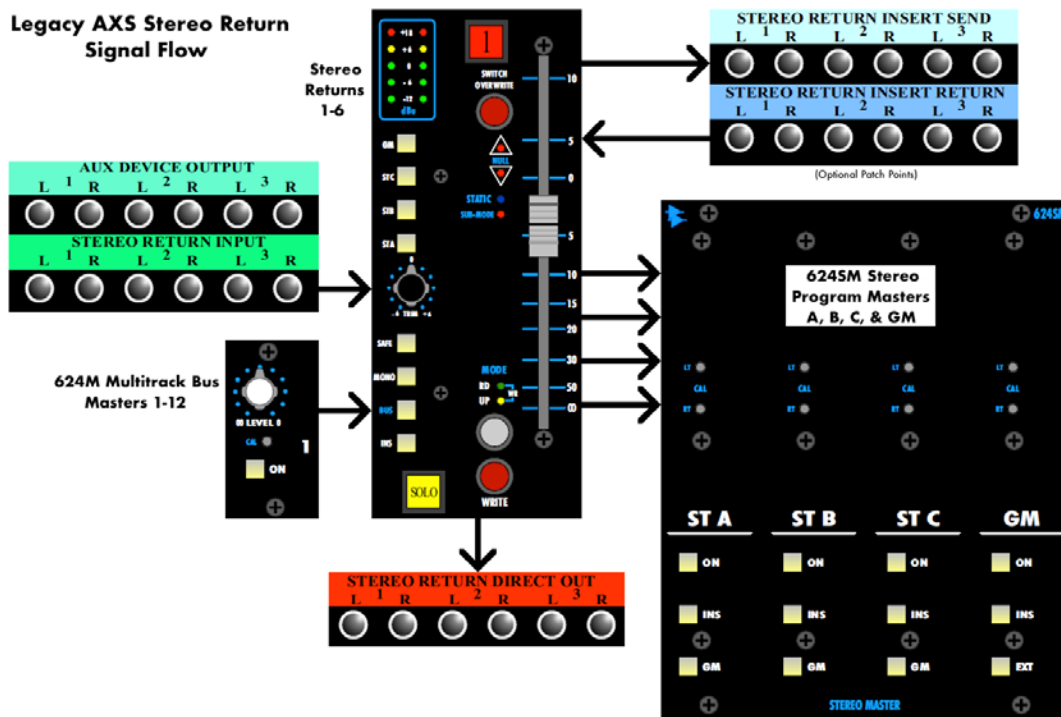 Legacy AXS Stereo Return
Signal Flow
Stereo
Returns
1-6
+18
+6
0
-6
-12
dBu
1
SWITCH
OVERWRITE
NULL
STATIC
SUB-MODE
GM
STC
STB
STA
0
-6 TRIM +6
SAFE
MONO
BUS
INS
SOLO
MODE
RD
UP
WR
WRITE
10
5
0
5
10
15
20
30
50
∞
STEREO RETURN INSERT SEND
L 1 R L 2 R L 3 R
STEREO RETURN INSERT RETURN
L 1 R L 2 R L 3 R
(Optional Patch Points)
AUX DEVICE OUTPUT
L 1 R L 2 R L 3 R
STEREO RETURN INPUT
L 1 R L 2 R L 3 R
624M Multitrack Bus
Masters 1-12
∞ LEVEL 0
CAL
1
ON
STEREO RETURN DIRECT OUT
L 1 R L 2 R L 3 R
6245M Stereo
Program Masters
A, B, C, & GM
LT LT LT LT
CAL CAL CAL CAL
RT RT RT RT
ST A ST B ST C GM
ON ON ON ON
INS INS INS INS
GM GM GM EXT
STEREO MASTER